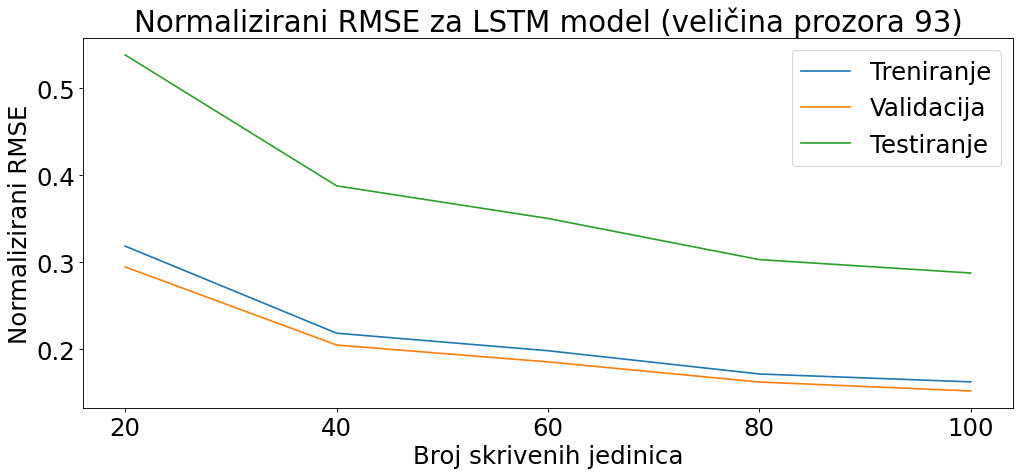 Normalizirani RMSE za LSTM model (veličina prozora 93)
Normalizirani RMSE
0.5
0.4
0.3
0.2
Treniranje
Validacija
Testiranje
20 40 60 80 100
Broj skrivenih jedinica